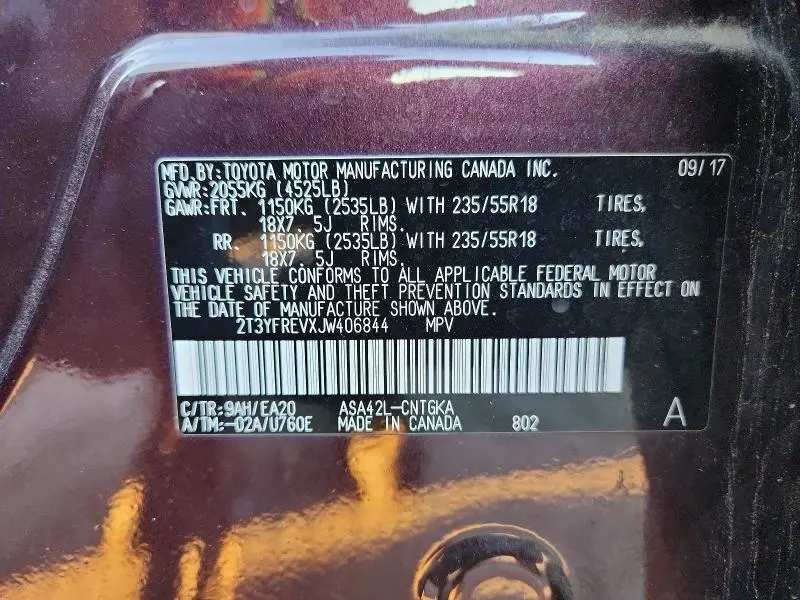 MFD.BY:TOYOTA MOTOR MANUFACTURING CANADA INC. 09/17
GVWR:2055KG (4525LB)
GAWR:FRT. 1150KG (2535LB) WITH 235/55R18 TIRES,
18X7. 5J RIMS.
RR. 1150KG (2535LB) WITH 235/55R18 TIRES,
18X7. 5J RIMS.
THIS VEHICLE CONFORMS TO ALL APPLICABLE FEDERAL MOTOR
VEHICLE SAFETY AND THEFT PREVENTION STANDARDS IN EFFECT ON
THE DATE OF MANUFACTURE SHOWN ABOVE.
2T3YFREVXJW406844 MPV
C/TR:9AH/EA20 ASA42L-CNTGKA
A/TM:-02A/U760E MADE IN CANADA 802 A